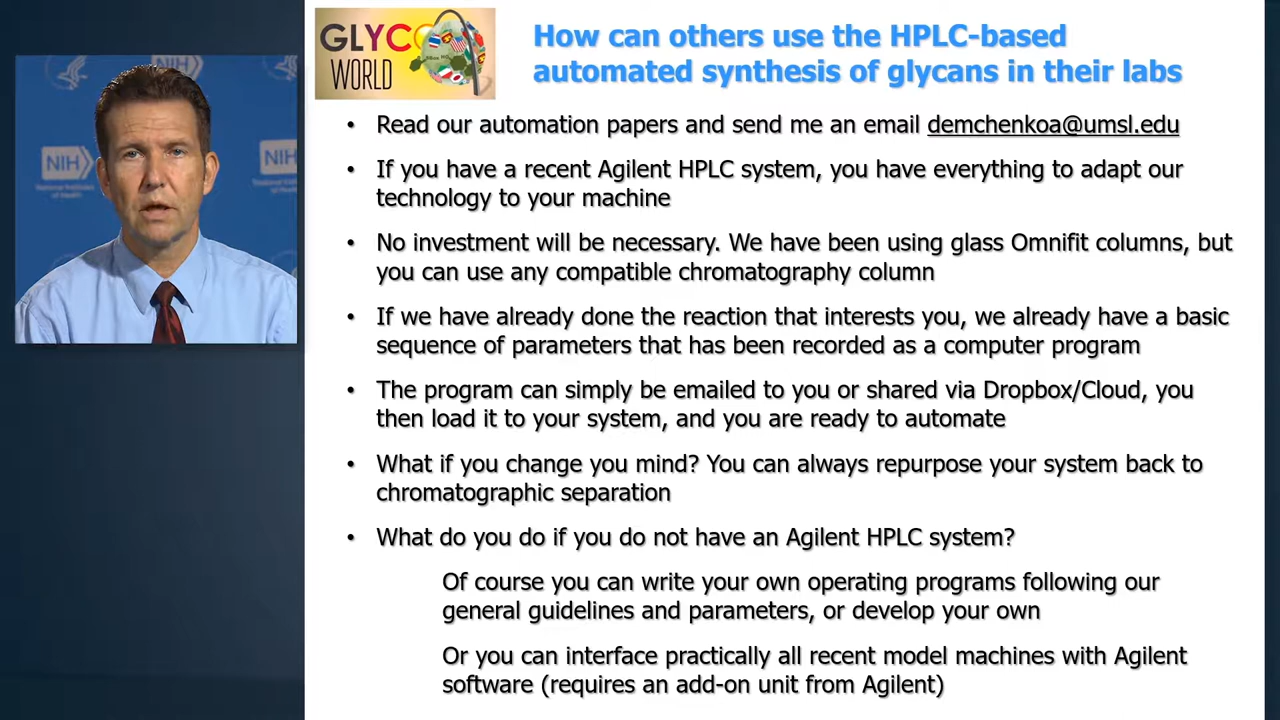 GLYCO
WORLD
How can others use the HPLC-based
automated synthesis of glycans in their labs
NIH
NIH
NIH
National Institutes
of Health
• Read our automation papers and send me an email demchenkoa@umsl.edu
• If you have a recent Agilent HPLC system, you have everything to adapt our
technology to your machine
• No investment will be necessary. We have been using glass Omnifit columns, but
you can use any compatible chromatography column
• If we have already done the reaction that interests you, we already have a basic
sequence of parameters that has been recorded as a computer program
• The program can simply be emailed to you or shared via Dropbox/Cloud, you
then load it to your system, and you are ready to automate
• What if you change you mind? You can always repurpose your system back to
chromatographic separation
• What do you do if you do not have an Agilent HPLC system?
Of course you can write your own operating programs following our
general guidelines and parameters, or develop your own
Or you can interface practically all recent model machines with Agilent
software (requires an add-on unit from Agilent)